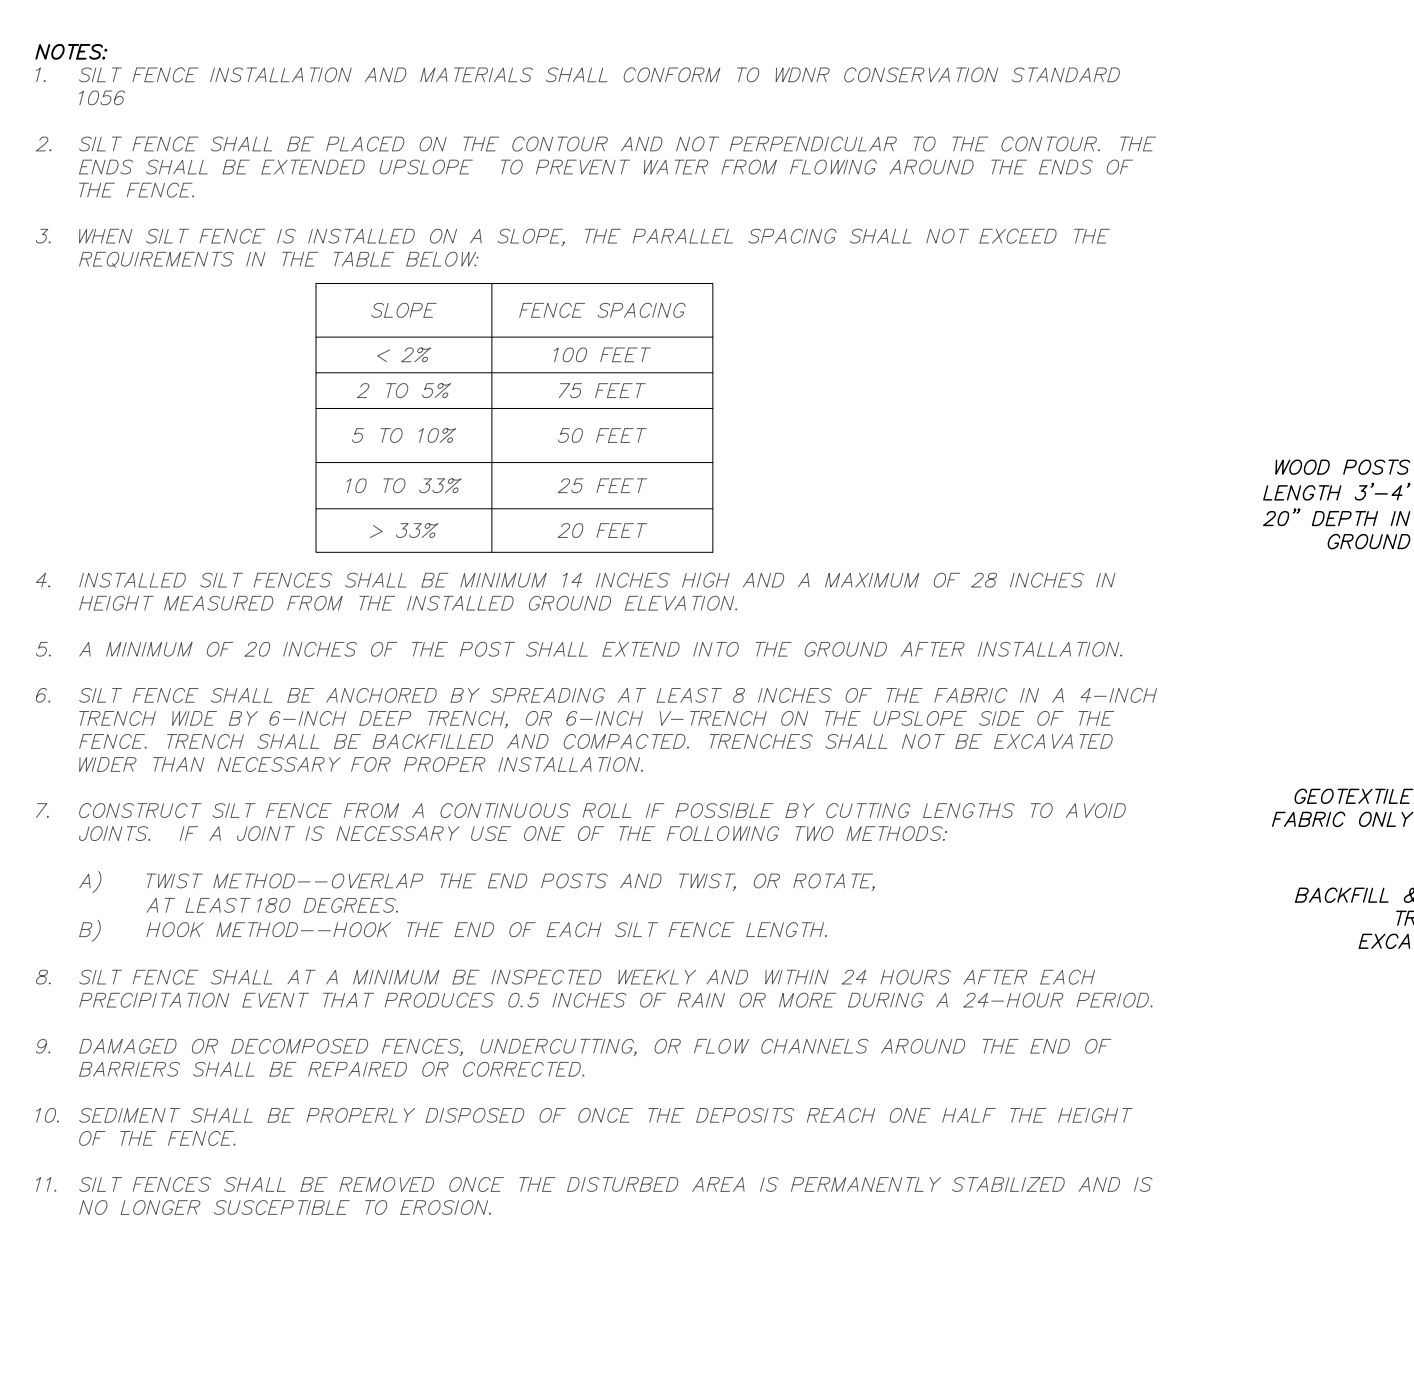 NOTES:
1. SILT FENCE INSTALLATION AND MATERIALS SHALL CONFORM TO WDNR CONSERVATION STANDARD
1056
2. SILT FENCE SHALL BE PLACED ON THE CONTOUR AND NOT PERPENDICULAR TO THE CONTOUR. THE
ENDS SHALL BE EXTENDED UPSLOPE TO PREVENT WATER FROM FLOWING AROUND THE ENDS OF
THE FENCE.
3. WHEN SILT FENCE IS INSTALLED ON A SLOPE, THE PARALLEL SPACING SHALL NOT EXCEED THE
REQUIREMENTS IN THE TABLE BELOW:
SLOPE FENCE SPACING
< 2% 100 FEET
2 TO 5% 75 FEET
5 TO 10% 50 FEET
10 TO 33% 25 FEET
> 33% 20 FEET
4. INSTALLED SILT FENCES SHALL BE MINIMUM 14 INCHES HIGH AND A MAXIMUM OF 28 INCHES IN
HEIGHT MEASURED FROM THE INSTALLED GROUND ELEVATION.
5. A MINIMUM OF 20 INCHES OF THE POST SHALL EXTEND INTO THE GROUND AFTER INSTALLATION.
6. SILT FENCE SHALL BE ANCHORED BY SPREADING AT LEAST 8 INCHES OF THE FABRIC IN A 4-INCH
TRENCH WIDE BY 6-INCH DEEP TRENCH, OR 6-INCH V-TRENCH ON THE UPSLOPE SIDE OF THE
FENCE. TRENCH SHALL BE BACKFILLED AND COMPACTED. TRENCHES SHALL NOT BE EXCAVATED
WIDER THAN NECESSARY FOR PROPER INSTALLATION.
7. CONSTRUCT SILT FENCE FROM A CONTINUOUS ROLL IF POSSIBLE BY CUTTING LENGTHS TO AVOID
JOINTS. IF A JOINT IS NECESSARY USE ONE OF THE FOLLOWING TWO METHODS:
A) TWIST METHOD--OVERLAP THE END POSTS AND TWIST, OR ROTATE,
AT LEAST 180 DEGREES.
B) HOOK METHOD--HOOK THE END OF EACH SILT FENCE LENGTH.
8. SILT FENCE SHALL AT A MINIMUM BE INSPECTED WEEKLY AND WITHIN 24 HOURS AFTER EACH
PRECIPITATION EVENT THAT PRODUCES 0.5 INCHES OF RAIN OR MORE DURING A 24-HOUR PERIOD.
9. DAMAGED OR DECOMPOSED FENCES, UNDERCUTTING, OR FLOW CHANNELS AROUND THE END OF
BARRIERS SHALL BE REPAIRED OR CORRECTED.
10. SEDIMENT SHALL BE PROPERLY DISPOSED OF ONCE THE DEPOSITS REACH ONE HALF THE HEIGHT
OF THE FENCE.
11. SILT FENCES SHALL BE REMOVED ONCE THE DISTURBED AREA IS PERMANENTLY STABILIZED AND IS
NO LONGER SUSCEPTIBLE TO EROSION.
WOOD POSTS
LENGTH 3'-4'
20" DEPTH IN
GROUND
GEOTEXTILE
FABRIC ONLY
BACKFILL &
TR
EXCA